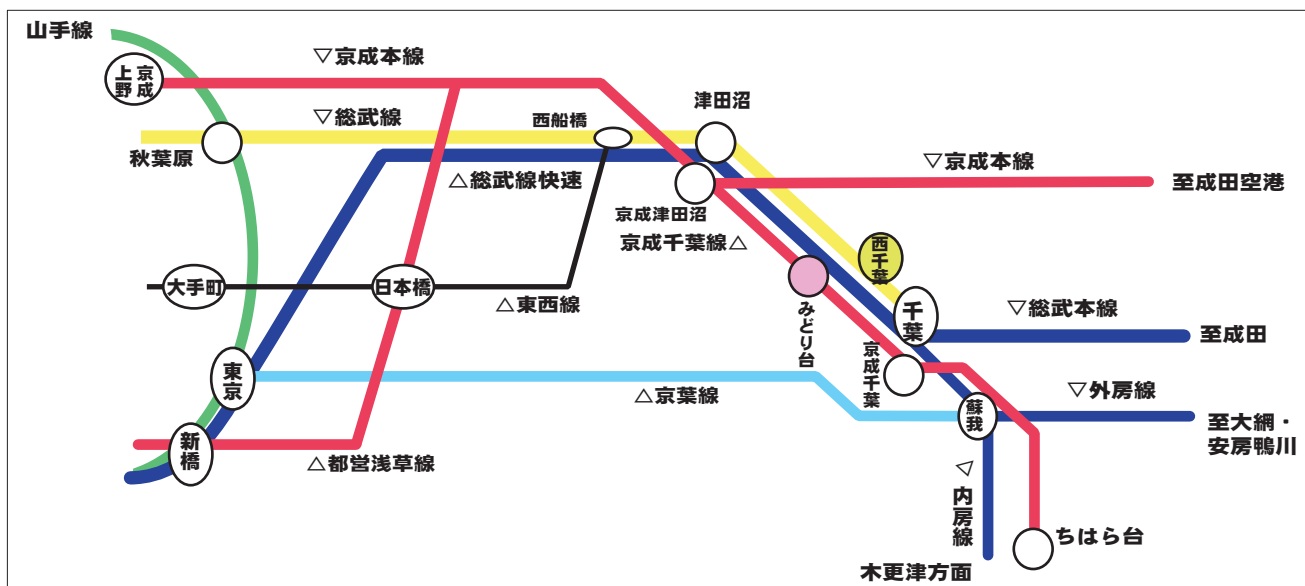 山手線
京成上野
▽京成本線
▽総武線
秋葉原
西船橋
津田沼
△総武線快速
▽京成本線
至成田空港
京成津田沼
京成千葉線△
西千葉
大手町
日本橋
△東西線
みどり台
千葉
▽総武本線
至成田
東京
京成千葉
△京葉線
▽外房線
蘇我
至大網・
安房鴨川
新橋
△都営浅草線
▽内房線
ちはら台
木更津方面